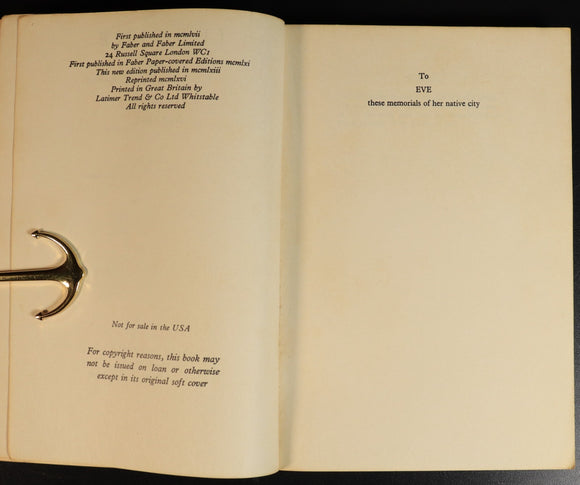 First published in mcmlvii
by Faber and Faber Limited
24 Russell Square London WC1
First published in Faber Paper-covered Editions mcmlxi
This new edition published in mcmlxiii
Reprinted mcmlxvi
Printed in Great Britain by
Latimer Trend & Co Ltd Whitstable
All rights reserved
Not for sale in the USA
For copyright reasons, this book may
not be issued on loan or otherwise
except in its original soft cover
To
EVE
these memorials of her native city